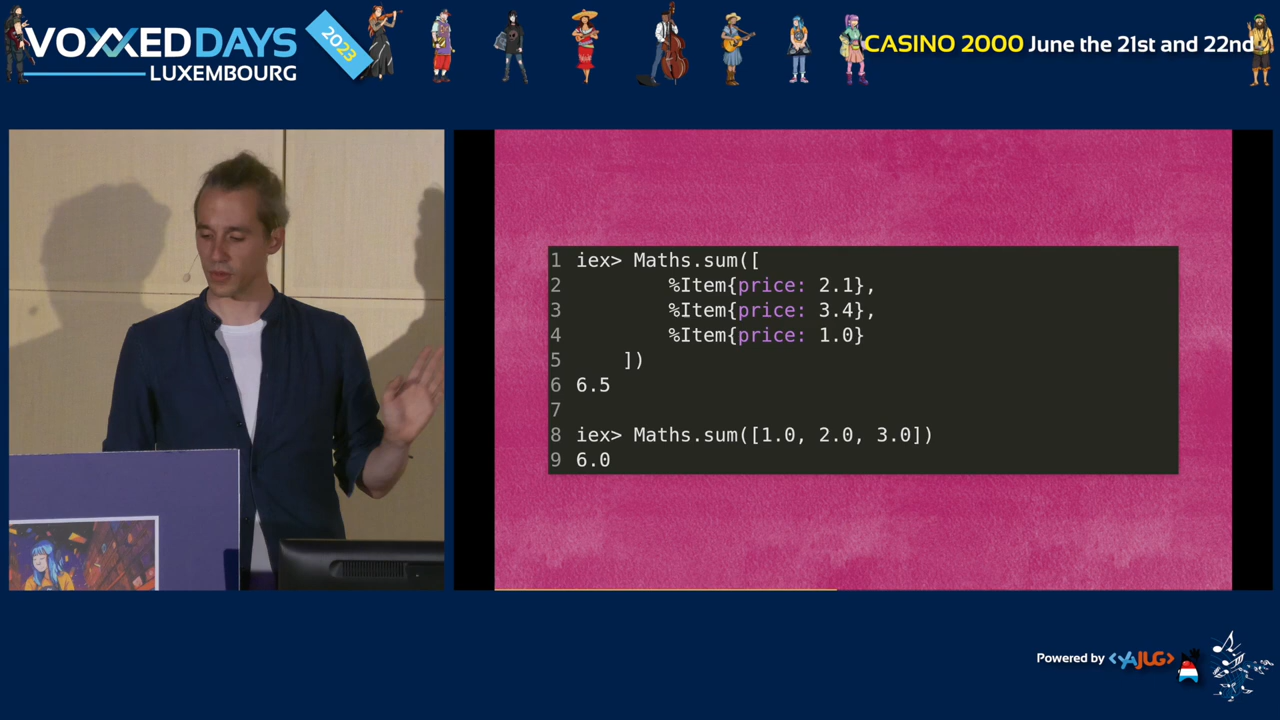 VOXXED DAYS
LUXEMBOURG
2023
CASINO 2000 June the 21st and 22nd
1 iex> Maths.sum([
2         %Item{price: 2.1},
3         %Item{price: 3.4},
4         %Item{price: 1.0}
5     ])
6 6.5
7
8 iex> Maths.sum([1.0, 2.0, 3.0])
9 6.0
Powered by <YAJUG>